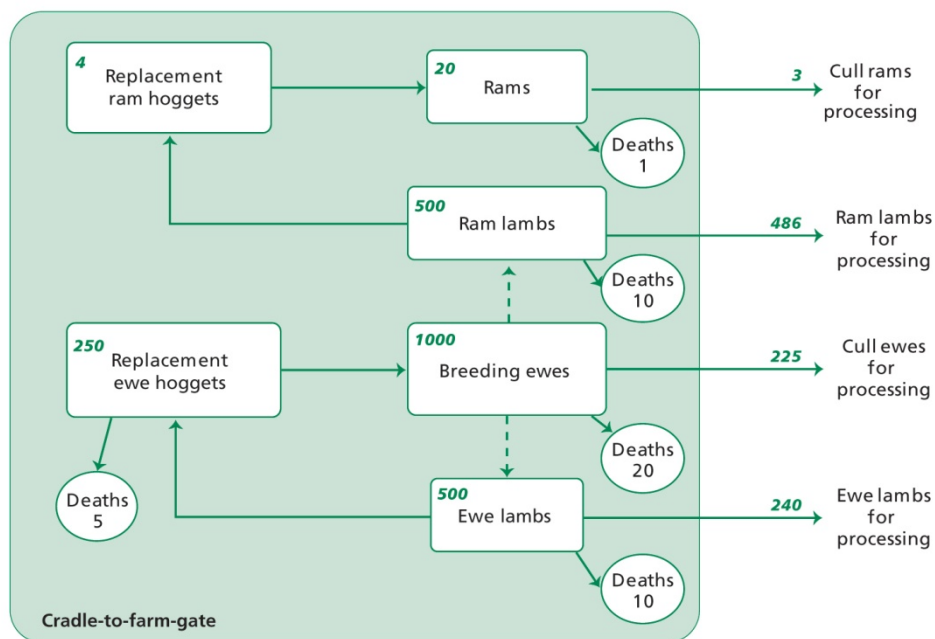 4
Replacement
ram hoggets
20
Rams
3
Cull rams
for
processing
Deaths
1
500
Ram lambs
486
Ram lambs
for
processing
Deaths
10
250
Replacement
ewe hoggets
1000
Breeding ewes
225
Cull ewes
for
processing
Deaths
20
Deaths
5
500
Ewe lambs
240
Ewe lambs
for
processing
Deaths
10
Cradle-to-farm-gate